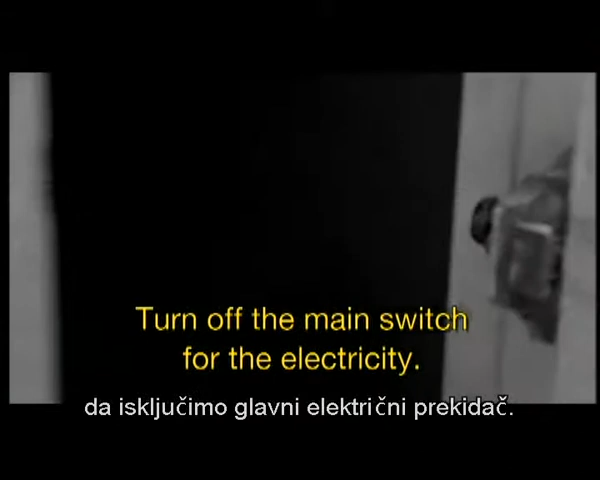 Turn off the main switch
for the electricity.
da isključimo glavni električni prekidač.